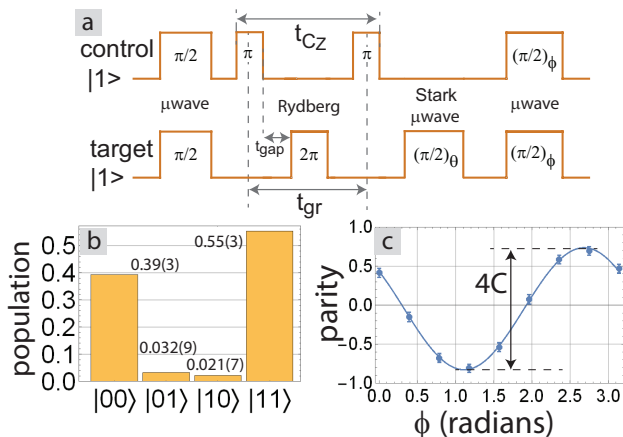 a
t_CZ
control
|1>
π/2
π
π
(π/2)_ϕ
μwave
Rydberg
Stark
μwave
μwave
target
|1>
π/2
t_gap
2π
(π/2)_θ
(π/2)_ϕ
t_gr
b
population
0.5
0.4
0.3
0.2
0.1
0.0
0.39(3)
0.032(9)
0.021(7)
0.55(3)
|00⟩ |01⟩ |10⟩ |11⟩
c
parity
1.0
0.5
0.0
−0.5
−1.0
4C
0.0 0.5 1.0 1.5 2.0 2.5 3.0
ϕ (radians)